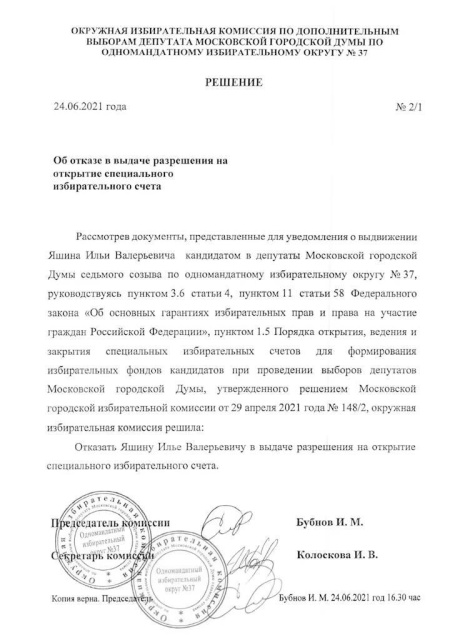 ОКРУЖНАЯ ИЗБИРАТЕЛЬНАЯ КОМИССИЯ ПО ДОПОЛНИТЕЛЬНЫМ
ВЫБОРАМ ДЕПУТАТА МОСКОВСКОЙ ГОРОДСКОЙ ДУМЫ ПО
ОДНОМАНДАТНОМУ ИЗБИРАТЕЛЬНОМУ ОКРУГУ № 37
РЕШЕНИЕ
24.06.2021 года № 2/1
Об отказе в выдаче разрешения на
открытие специального
избирательного счета
Рассмотрев документы, представленные для уведомления о выдвижении
Яшина Ильи Валерьевича кандидатом в депутаты Московской городской
Думы седьмого созыва по одномандатному избирательному округу № 37,
руководствуясь пунктом 3.6 статьи 4, пунктом 11 статьи 58 Федерального
закона «Об основных гарантиях избирательных прав и права на участие
граждан Российской Федерации», пунктом 1.5 Порядка открытия, ведения и
закрытия специальных избирательных счетов для формирования
избирательных фондов кандидатов при проведении выборов депутатов
Московской городской Думы, утвержденного решением Московской
городской избирательной комиссии от 29 апреля 2021 года № 148/2, окружная
избирательная комиссия решила:
Отказать Яшину Илье Валерьевичу в выдаче разрешения на открытие
специального избирательного счета.
Председатель комиссии Бубнов И. М.
Секретарь комиссии Колоскова И. В.
Одномандатный
избирательный
округ №37
Одномандатный
избирательный
округ №37
Копия верна. Председатель Бубнов И. М. 24.06.2021 год 16.30 час